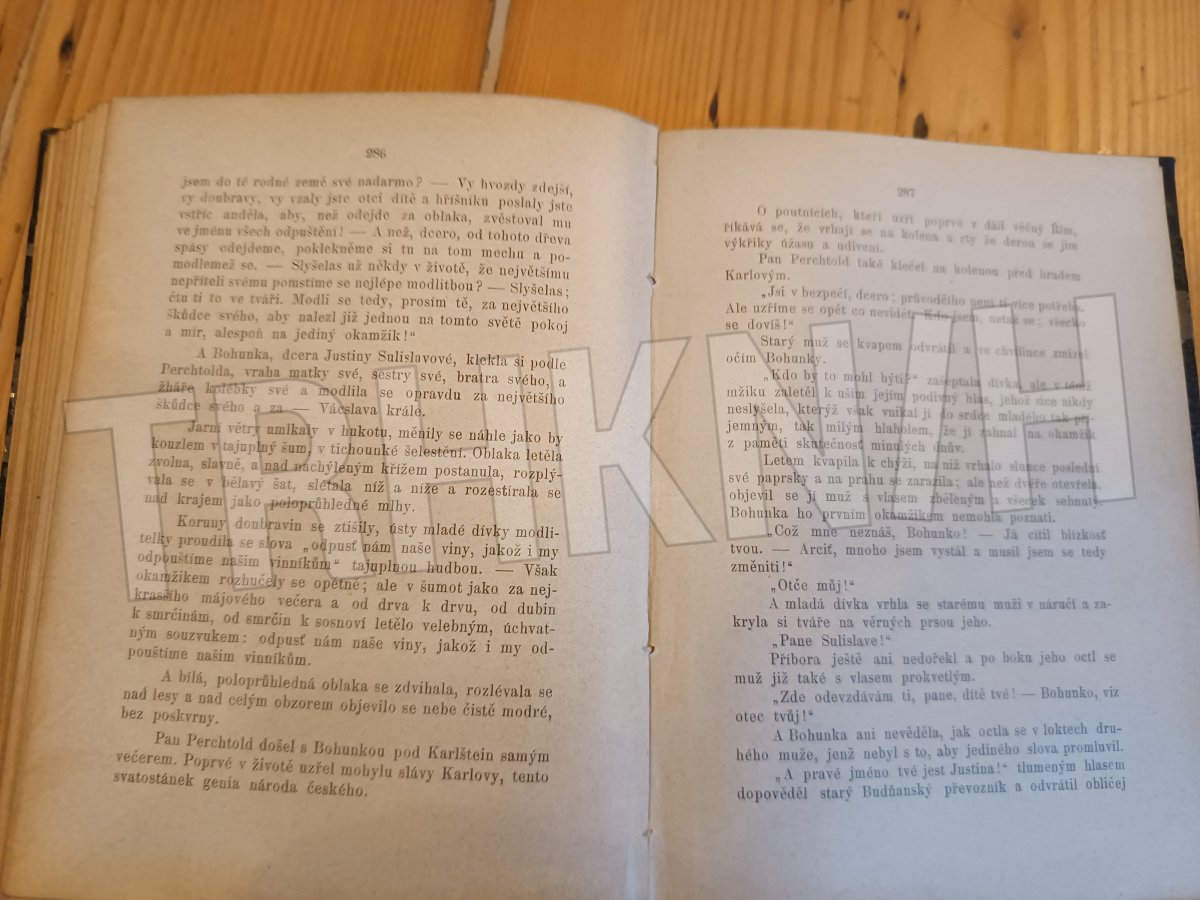 286
jsem do té rodné země své nadarmo? — Vy hvozdy zdejší,
vy doubravy, vy vzaly jste otci dítě a hříšníku poslaly jste
vstříc anděla, aby, než odejde za oblaka, zvěstoval mu
ve jménu všech odpuštění! — A než, dcero, od tohoto dřeva
spásy odejdeme, poklekněme si tu na tom mechu a po-
modlemež se. — Slyšelas už někdy v životě, že největšímu
nepříteli svému pomstíme se nejlépe modlitbou? — Slyšelas;
čtu ti to ve tváři. Modli se tedy, prosím tě, za největšího
škůdce svého, aby nalezl již jednou na tomto světě pokoj
a mír, alespoň na jediný okamžik!“
A Bohunka, dcera Justiny Sulislavové, klekla si podle
Perchtolda, vraha matky své, sestry své, bratra svého, a
žháře kolébky své a modlila se opravdu za největšího
škůdce svého a za — Václava krále.
Jarní větry umlkaly v hukotu, měnily se náhle jako by
kouzlem v tajuplný šum, v tichounké šelestění. Oblaka letěla
zvolna, slavně, a nad nachýleným křížem postanula, rozplý-
vala se v bělavý šat, slétala níž a níže a rozestírala se
nad krajem jako poloprůhledné mlhy.
Koruny doubravin se ztišily, ústy mladé dívky modli-
telky proudila se slova „odpusť nám naše viny, jakož i my
odpouštíme našim vinníkům“ tajuplnou hudbou. — Však
okamžikem rozhučely se opětně; ale v šumot jako za nej-
krassího májového večera a od drva k drvu, od dubin
k smrčinám, od smrčin k sosnoví letělo velebným, úchvat-
ným souzvukem: odpusť nám naše viny, jakož i my od-
pouštíme našim vinníkům.
A bílá, poloprůhledná oblaka se zdvihala, rozlévala se
nad lesy a nad celým obzorem objevilo se nebe čistě modré,
bez poskvrny.
Pan Perchtold došel s Bohunkou pod Karlštein samým
večerem. Poprvé v životě uzřel mohylu slávy Karlovy, tento
svatostánek genia národa českého.
287
O poutnících, kteří uzří poprvé v dáli věčný Řím,
říkává se, že vrhají se na kolena a rty že derou se jim
výkřiky úžasu a udivení.
Pan Perchtold také klečel na kolenou před hradem
Karlovým.
„Jsi v bezpečí, dcero; průvodčího není ti více potřeba.
Ale uzříme se opět co nevidět. Kdo jsem, netaž se; všecko
se dovíš!“
Starý muž se kvapem odvrátil a ve chvilince zmizel
očím Bohunky.
„Kdo by to mohl býti?“ zašeptala dívka, ale v témž
mžiku zaletěl k uším jejím podivný hlas, jehož sice nikdy
neslyšela, kterýž však vnikal jí do srdce mladého tak pří-
jemným, tak milým hlaholem, že jí zahnal na okamžik
z paměti skutečnost minulých dnův.
Letem kvapila k chýži, na niž vrhalo slunce poslední
své paprsky a na prahu se zarazila; ale než dvéře otevřela,
objevil se jí muž s vlasem zběleným a všecek sehnutý.
Bohunka ho prvním okamžikem nemohla poznati.
„Což mne neznáš, Bohunko! — Já cítil blízkost
tvou. — Arciť, mnoho jsem vystál a musil jsem se tedy
změniti!“
„Otče můj!“
A mladá dívka vrhla se starému muži v náručí a za-
kryla si tváře na věrných prsou jeho.
„Pane Sulislave!“
Příbora ještě ani nedořekl a po boku jeho octl se
muž již také s vlasem prokvetlým.
„Zde odevzdávám ti, pane, dítě tvé! — Bohunko, viz
otec tvůj!“
A Bohunka ani nevěděla, jak octla se v loktech dru-
hého muže, jenž nebyl s to, aby jediného slova promluvil.
„A pravé jméno tvé jest Justina!“ tlumeným hlasem
dopověděl starý Budňanský převozník a odvrátil obličej
TRHKNIH